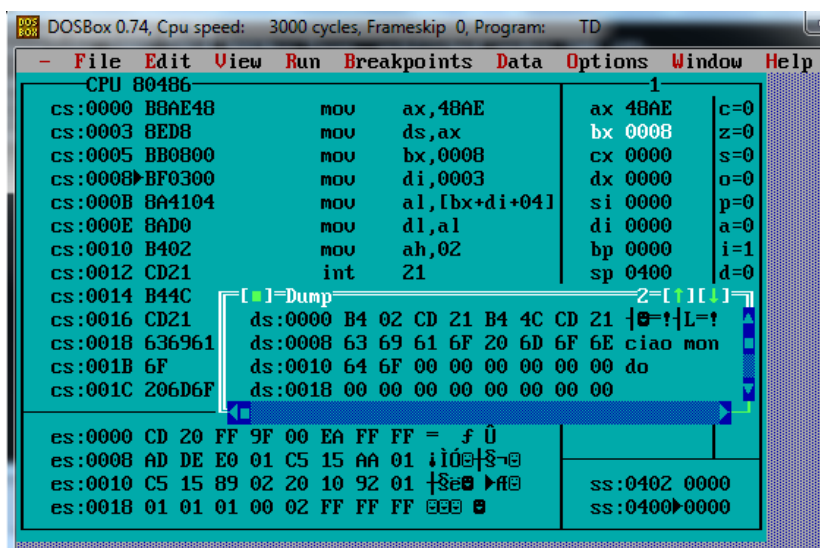 DOSBox 0.74, Cpu speed: 3000 cycles, Frameskip 0, Program: TD
- File Edit View Run Breakpoints Data Options Window Help
CPU 80486 1
cs:0000 B8AE48 mov ax,48AE ax 48AE c=0
cs:0003 8ED8 mov ds,ax bx 0008 z=0
cs:0005 BB0800 mov bx,0008 cx 0000 s=0
cs:0008►BF0300 mov di,0003 dx 0000 o=0
cs:000B 8A4104 mov al,[bx+di+04] si 0000 p=0
cs:000E 8AD0 mov dl,al di 0000 a=0
cs:0010 B402 mov ah,02 bp 0000 i=1
cs:0012 CD21 int 21 sp 0400 d=0
cs:0014 B44C [■]=Dump 2=[↑][↓]
cs:0016 CD21 ds:0000 B4 02 CD 21 B4 4C CD 21 ┤☻=!┤L=!
cs:0018 636961 ds:0008 63 69 61 6F 20 6D 6F 6E ciao mon
cs:001B 6F ds:0010 64 6F 00 00 00 00 00 00 do
cs:001C 206D6F ds:0018 00 00 00 00 00 00 00 00
es:0000 CD 20 FF 9F 00 EA FF FF = ƒ Û
es:0008 AD DE E0 01 C5 15 AA 01 ¡ÌÓ☺┼§¬☺
es:0010 C5 15 89 02 20 10 92 01 ┼§ë☻ ►Æ☺ ss:0402 0000
es:0018 01 01 01 00 02 FF FF FF ☺☺☺ ☻ ss:0400►0000